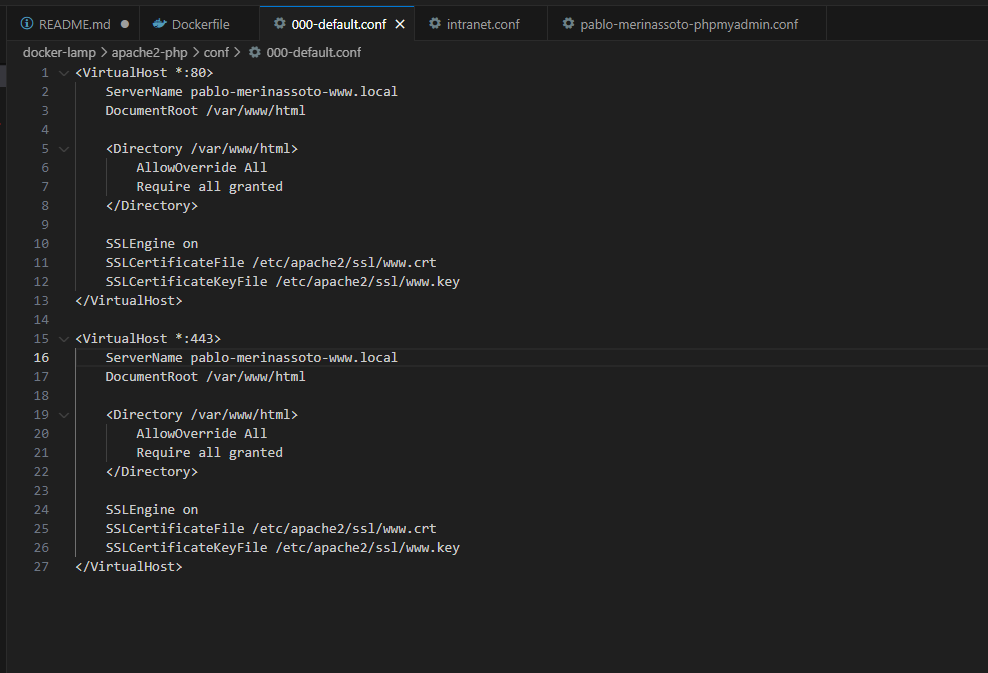 README.md
Dockerfile
000-default.conf
intranet.conf
pablo-merinassoto-phpmyadmin.conf
docker-lamp > apache2-php > conf > 000-default.conf
1 <VirtualHost *:80>
2     ServerName pablo-merinassoto-www.local
3     DocumentRoot /var/www/html
4
5     <Directory /var/www/html>
6         AllowOverride All
7         Require all granted
8     </Directory>
9
10     SSLEngine on
11     SSLCertificateFile /etc/apache2/ssl/www.crt
12     SSLCertificateKeyFile /etc/apache2/ssl/www.key
13 </VirtualHost>
14
15 <VirtualHost *:443>
16     ServerName pablo-merinassoto-www.local
17     DocumentRoot /var/www/html
18
19     <Directory /var/www/html>
20         AllowOverride All
21         Require all granted
22     </Directory>
23
24     SSLEngine on
25     SSLCertificateFile /etc/apache2/ssl/www.crt
26     SSLCertificateKeyFile /etc/apache2/ssl/www.key
27 </VirtualHost>